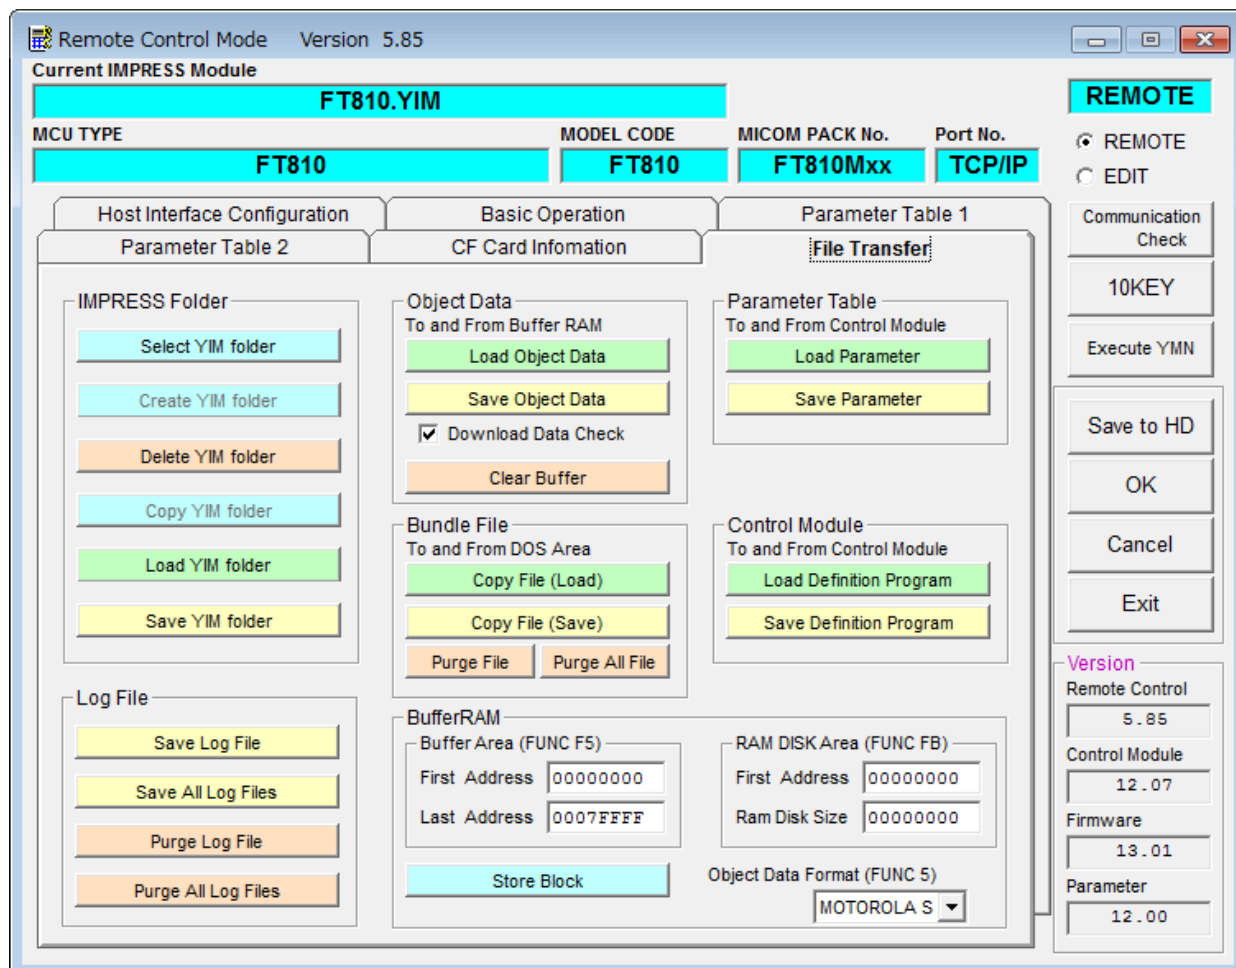 Remote Control Mode Version 5.85
Current IMPRESS Module
FT810.YIM
REMOTE
MCU TYPE MODEL CODE MICOM PACK No. Port No.
FT810 FT810 FT810Mxx TCP/IP
REMOTE
EDIT
Host Interface Configuration Basic Operation Parameter Table 1
Parameter Table 2 CF Card Infomation File Transfer
IMPRESS Folder
Select YIM folder
Create YIM folder
Delete YIM folder
Copy YIM folder
Load YIM folder
Save YIM folder
Log File
Save Log File
Save All Log Files
Purge Log File
Purge All Log Files
Object Data
To and From Buffer RAM
Load Object Data
Save Object Data
Download Data Check
Clear Buffer
Bundle File
To and From DOS Area
Copy File (Load)
Copy File (Save)
Purge File Purge All File
Parameter Table
To and From Control Module
Load Parameter
Save Parameter
Control Module
To and From Control Module
Load Definition Program
Save Definition Program
BufferRAM
Buffer Area (FUNC F5)
First Address 00000000
Last Address 0007FFFF
RAM DISK Area (FUNC FB)
First Address 00000000
Ram Disk Size 00000000
Store Block
Object Data Format (FUNC 5)
MOTOROLA S
Communication
Check
10KEY
Execute YMN
Save to HD
OK
Cancel
Exit
Version
Remote Control
5.85
Control Module
12.07
Firmware
13.01
Parameter
12.00